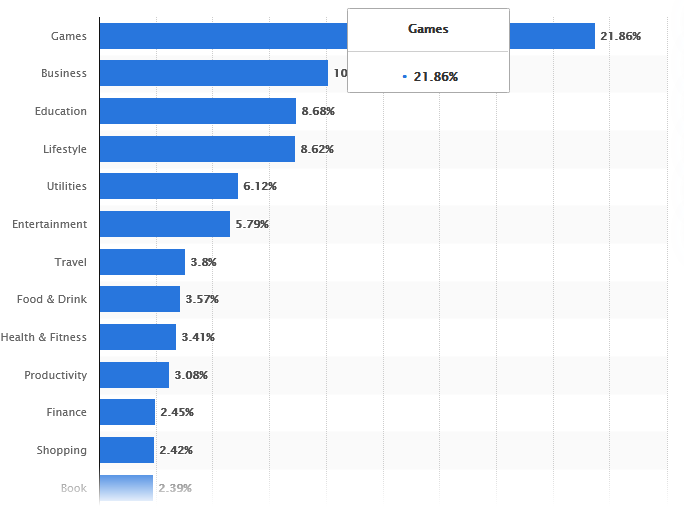 Games 21.86%
Games
21.86%
Business 10
Education 8.68%
Lifestyle 8.62%
Utilities 6.12%
Entertainment 5.79%
Travel 3.8%
Food & Drink 3.57%
Health & Fitness 3.41%
Productivity 3.08%
Finance 2.45%
Shopping 2.42%
Book 2.39%